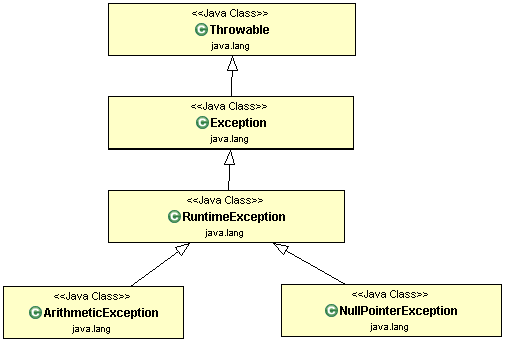 <<Java Class>>
Throwable
java.lang
<<Java Class>>
Exception
java.lang
<<Java Class>>
RuntimeException
java.lang
<<Java Class>>
ArithmeticException
java.lang
<<Java Class>>
NullPointerException
java.lang